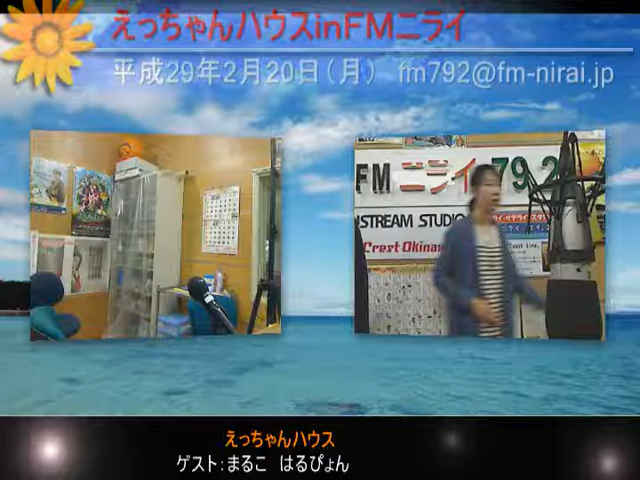 えっちゃんハウスinFMニライ
平成29年2月20日（月） fm792@fm-nirai.jp
FM ニライ 79.2
STREAM STUDIO
Crest Okinawa
えっちゃんハウス
ゲスト：まるこ はるぴょん